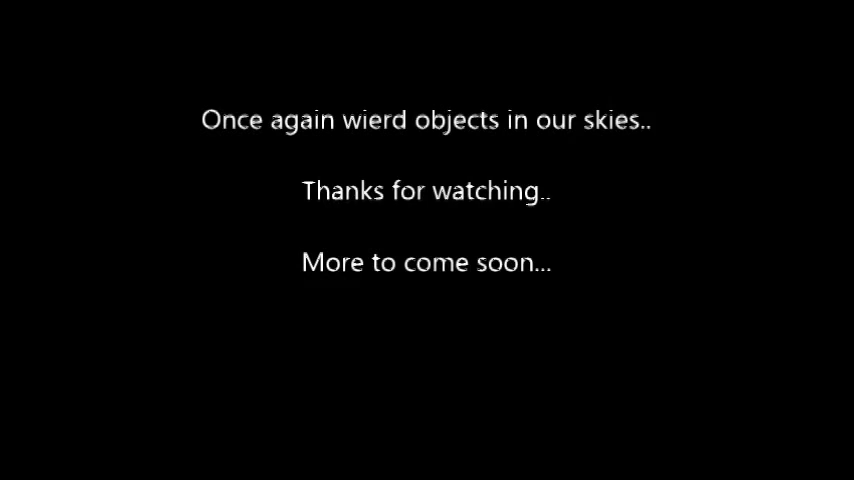 Once again wierd objects in our skies..
Thanks for watching..
More to come soon...